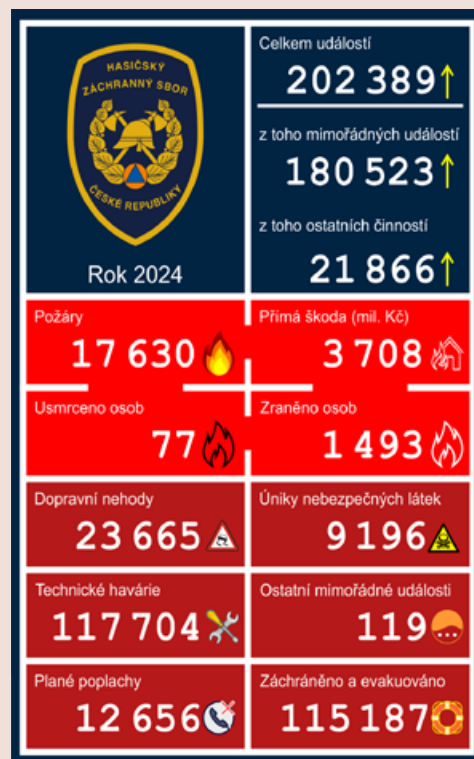 HASIČSKÝ
ZÁCHRANNÝ SBOR
ČESKÉ REPUBLIKY
Rok 2024
Celkem událostí
202 389↑
z toho mimořádných událostí
180 523↑
z toho ostatních činností
21 866↑
Požáry
17 630
Přímá škoda (mil. Kč)
3 708
Usmrceno osob
77
Zraněno osob
1 493
Dopravní nehody
23 665
Úniky nebezpečných látek
9 196
Technické havárie
117 704
Ostatní mimořádné události
119
Plané poplachy
12 656
Záchráněno a evakuováno
115 187